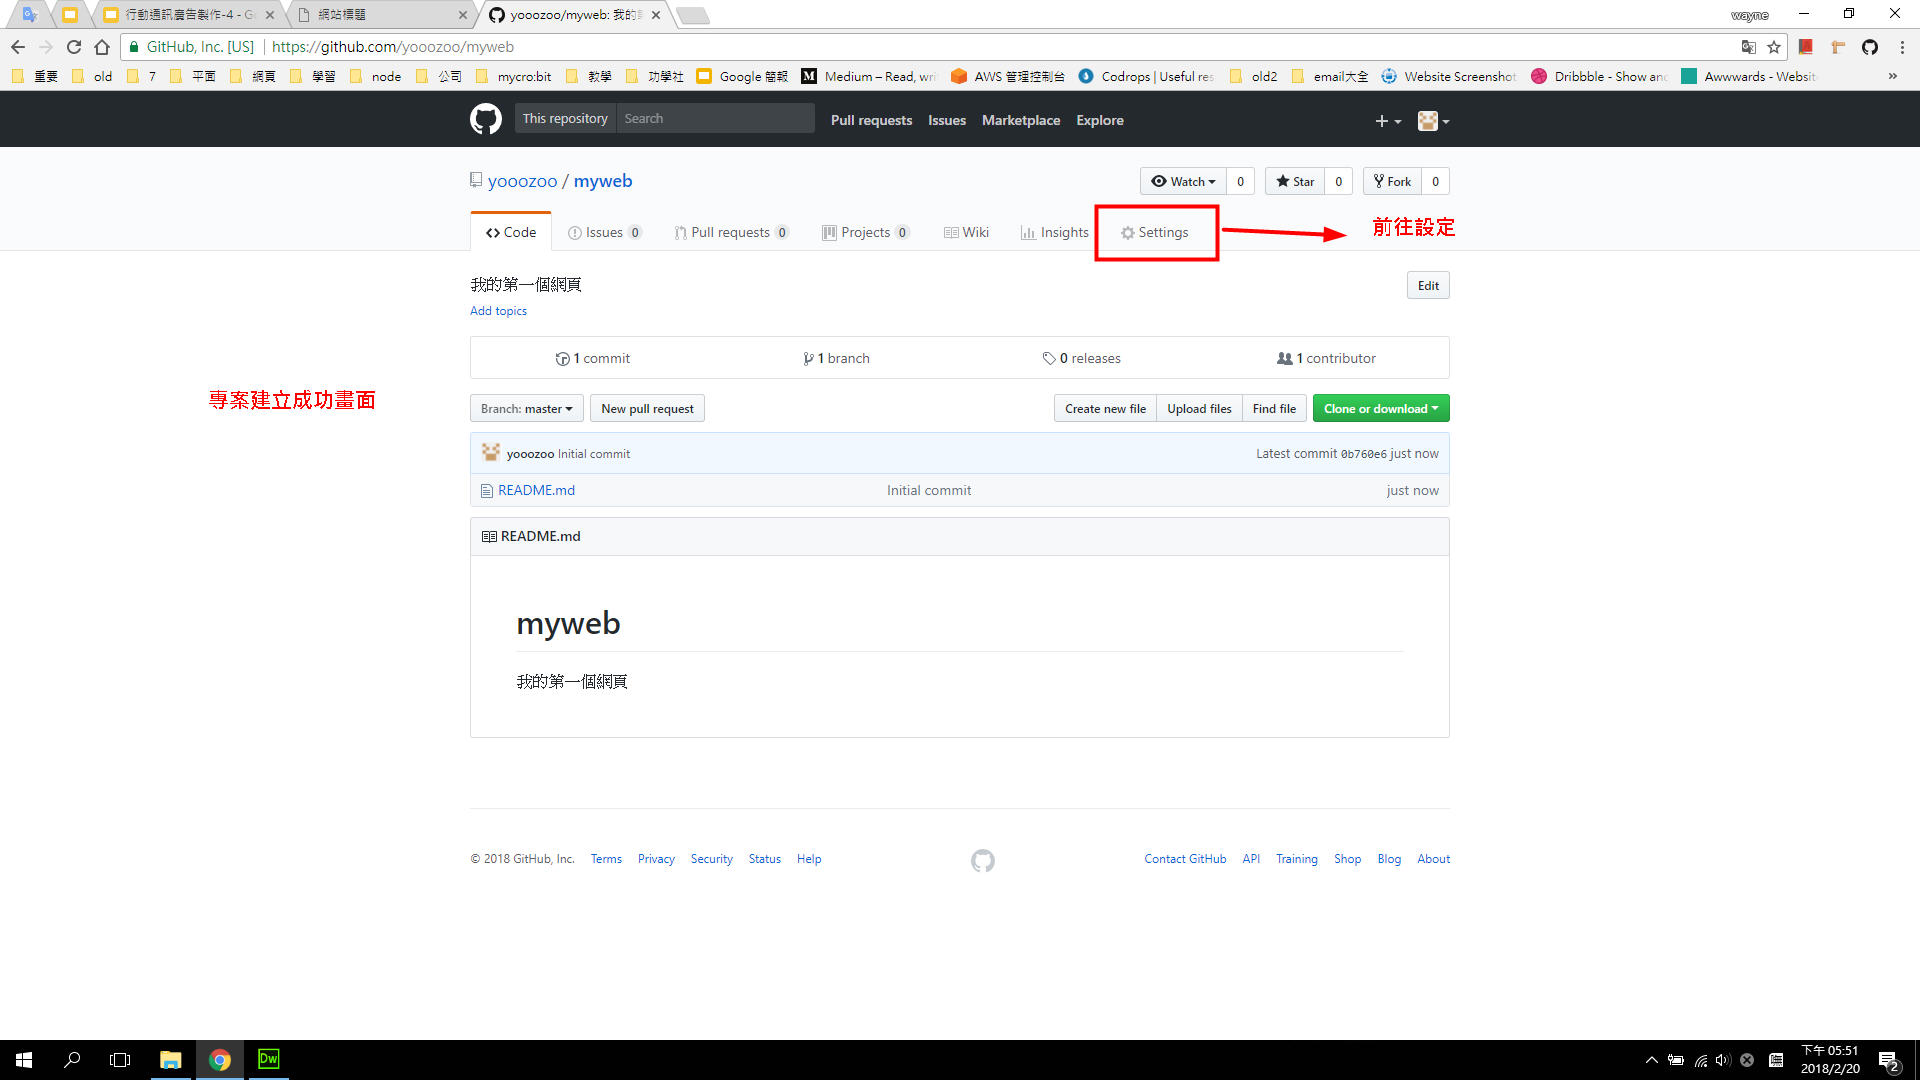 行動通訊廣告製作-4 - G
網站標題
yooozoo/myweb: 我的
wayne
GitHub, Inc. [US]
https://github.com/yooozoo/myweb
重要 old 7 平面 網頁 學習 node 公司 mycro:bit 教學 功學社 Google 簡報 Medium – Read, wri AWS 管理控制台 Codrops | Useful res old2 email大全 Website Screenshot Dribbble - Show and Awwwards - Websit »
This repository Search Pull requests Issues Marketplace Explore
yooozoo / myweb
Watch 0 Star 0 Fork 0
Code Issues 0 Pull requests 0 Projects 0 Wiki Insights Settings
前往設定
我的第一個網頁
Edit
Add topics
1 commit 1 branch 0 releases 1 contributor
專案建立成功畫面
Branch: master New pull request Create new file Upload files Find file Clone or download
yooozoo Initial commit Latest commit 0b760e6 just now
README.md Initial commit just now
README.md
myweb
我的第一個網頁
© 2018 GitHub, Inc. Terms Privacy Security Status Help Contact GitHub API Training Shop Blog About
Dw
下午 05:51
2018/2/20
2